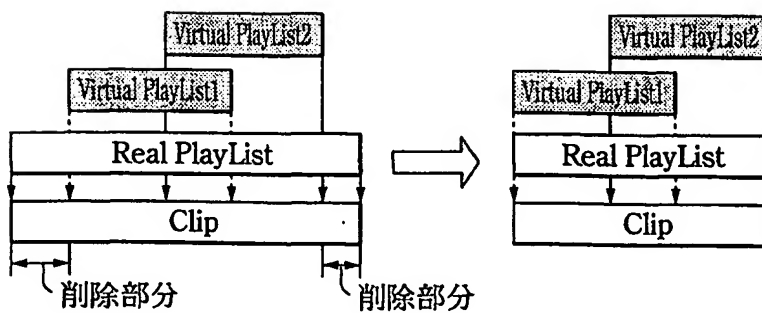 Virtual PlayList2
Virtual PlayList1
Real PlayList
Clip
削除部分
削除部分
Virtual PlayList2
Virtual PlayList1
Real PlayList
Clip